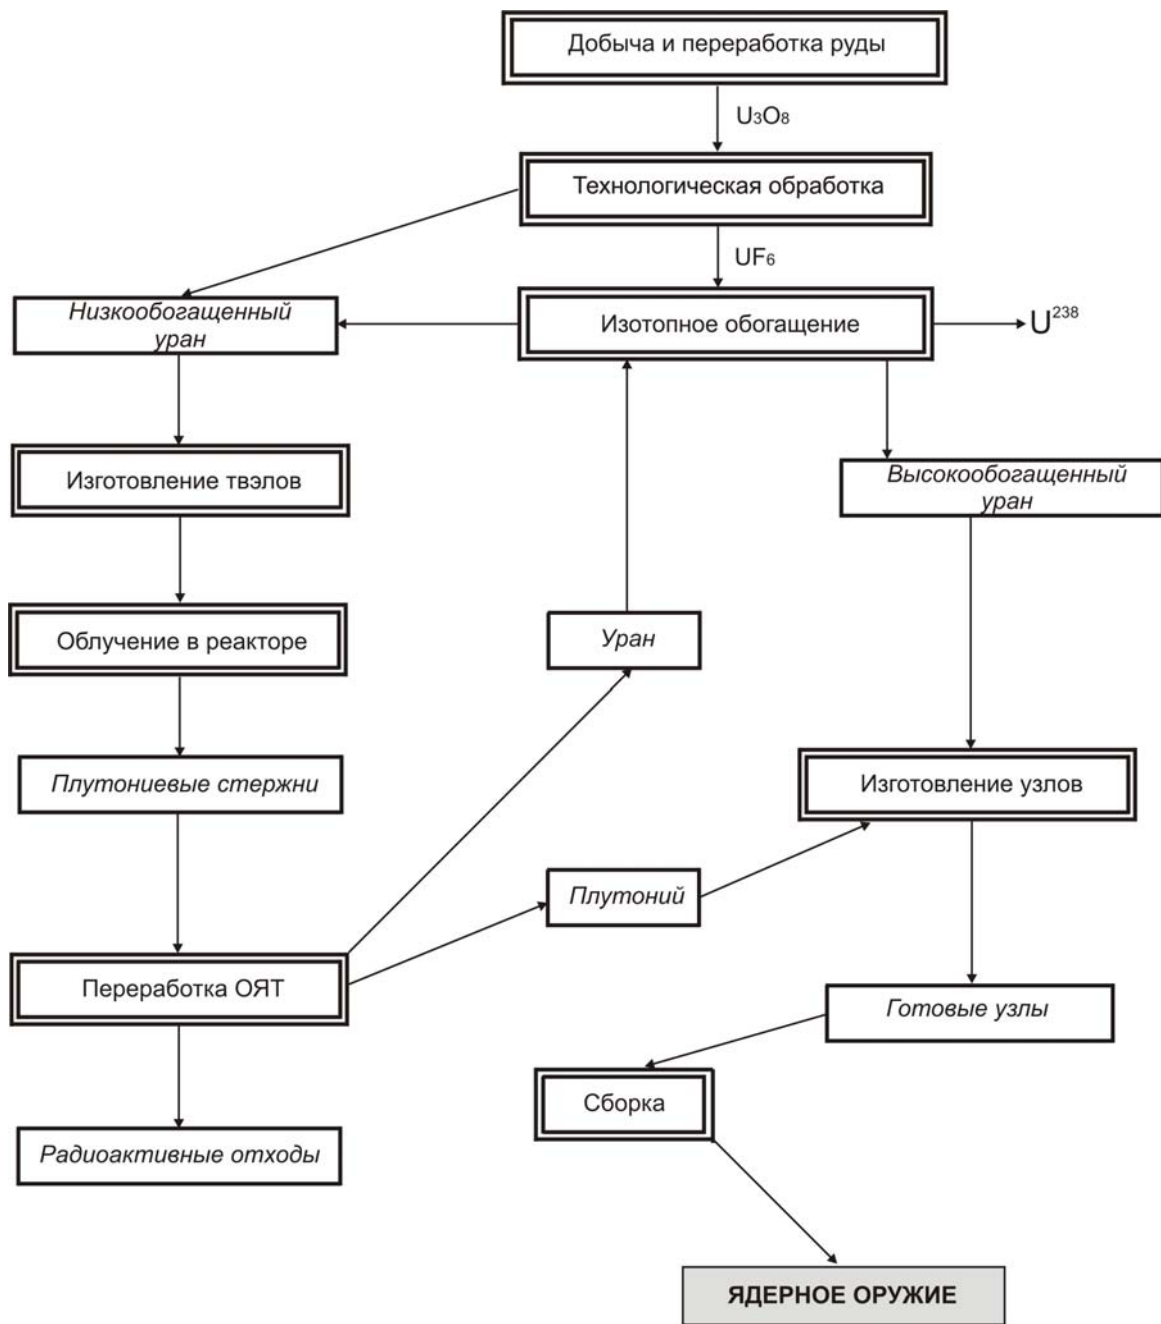 Добыча и переработка руды
U₃O₈
Технологическая обработка
UF₆
Низкообогащенный
уран
Изотопное обогащение
U²³⁸
Изготовление твэлов
Высокообогащенный
уран
Облучение в реакторе
Уран
Плутониевые стержни
Изготовление узлов
Плутоний
Переработка ОЯТ
Готовые узлы
Сборка
Радиоактивные отходы
ЯДЕРНОЕ ОРУЖИЕ